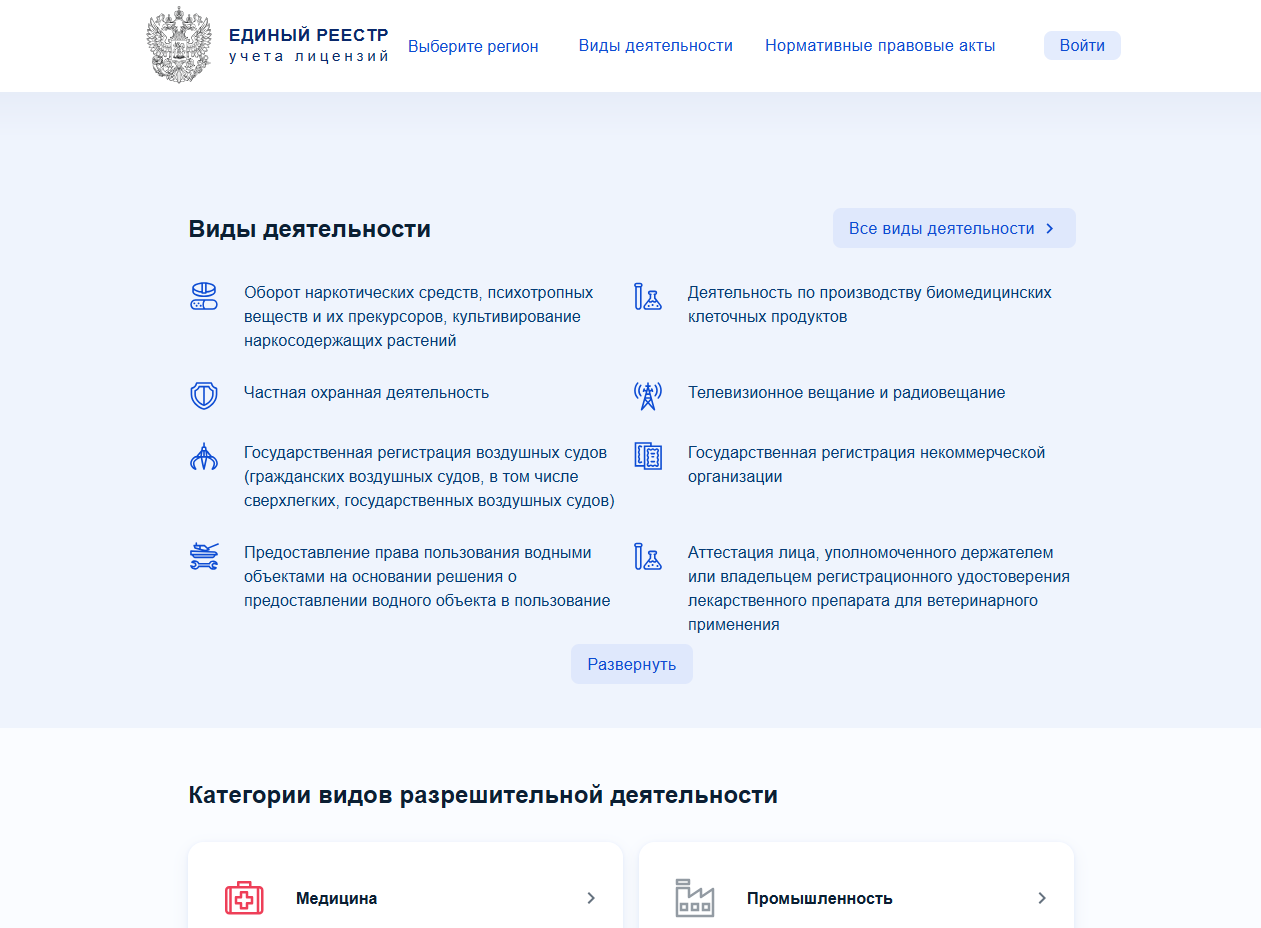 ЕДИНЫЙ РЕЕСТР
учета лицензий
Выберите регион
Виды деятельности
Нормативные правовые акты
Войти
Виды деятельности
Все виды деятельности
Оборот наркотических средств, психотропных
веществ и их прекурсоров, культивирование
наркосодержащих растений
Деятельность по производству биомедицинских
клеточных продуктов
Частная охранная деятельность
Телевизионное вещание и радиовещание
Государственная регистрация воздушных судов
(гражданских воздушных судов, в том числе
сверхлегких, государственных воздушных судов)
Государственная регистрация некоммерческой
организации
Предоставление права пользования водными
объектами на основании решения о
предоставлении водного объекта в пользование
Аттестация лица, уполномоченного держателем
или владельцем регистрационного удостоверения
лекарственного препарата для ветеринарного
применения
Развернуть
Категории видов разрешительной деятельности
Медицина
Промышленность